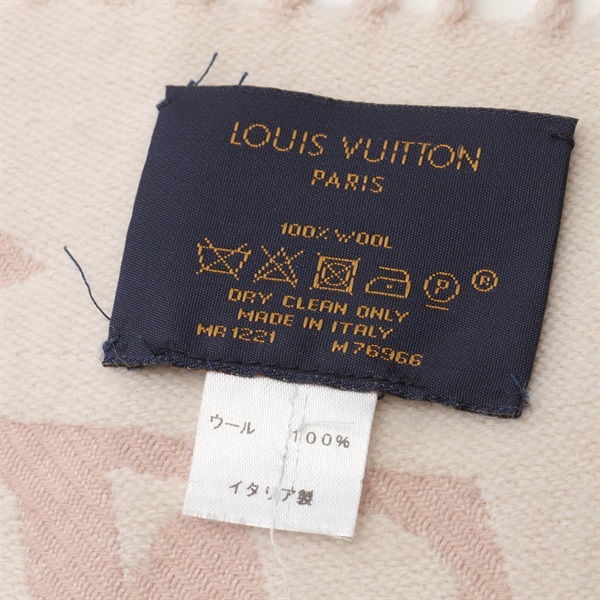 LOUIS VUITTON
PARIS
100% WOOL
P ®
DRY CLEAN ONLY
MADE IN ITALY
MR1221 M76966
ウール 100%
イタリア製